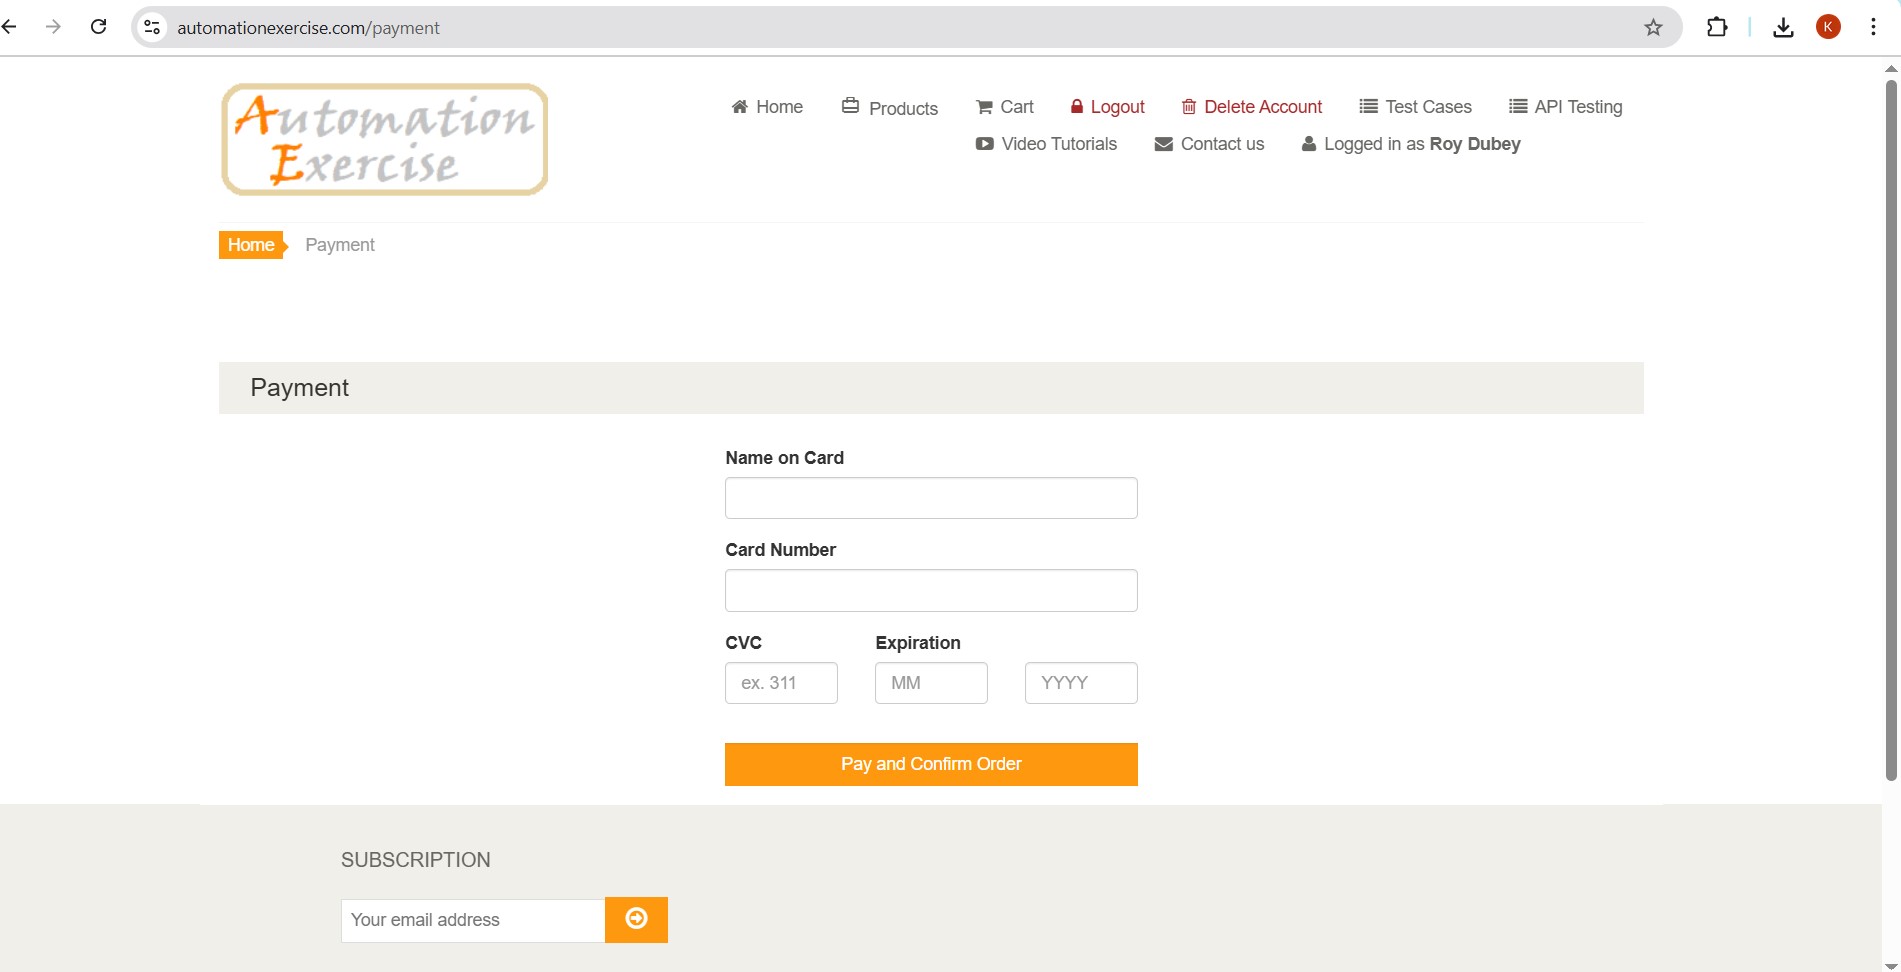 automationexercise.com/payment
K
Automation
Exercise
Home Products Cart Logout Delete Account Test Cases API Testing
Video Tutorials Contact us Logged in as Roy Dubey
Home Payment
Payment
Name on Card
Card Number
CVC Expiration
ex. 311 MM YYYY
Pay and Confirm Order
SUBSCRIPTION
Your email address